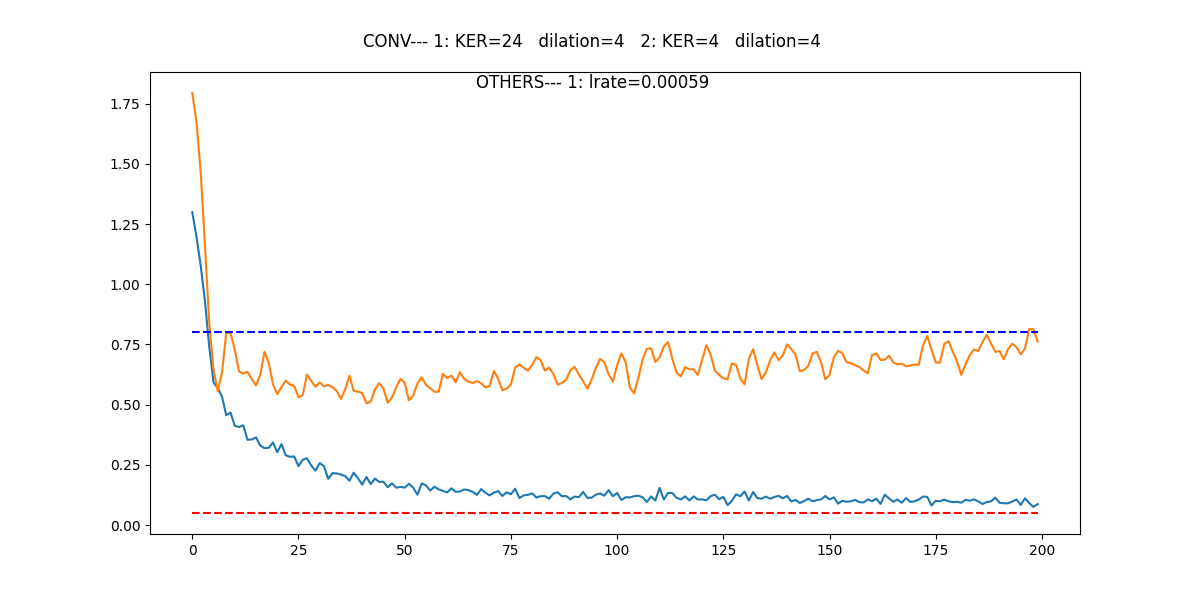 CONV--- 1: KER=24   dilation=4   2: KER=4   dilation=4
OTHERS--- 1: lrate=0.00059
1.75
1.50
1.25
1.00
0.75
0.50
0.25
0.00
0 25 50 75 100 125 150 175 200